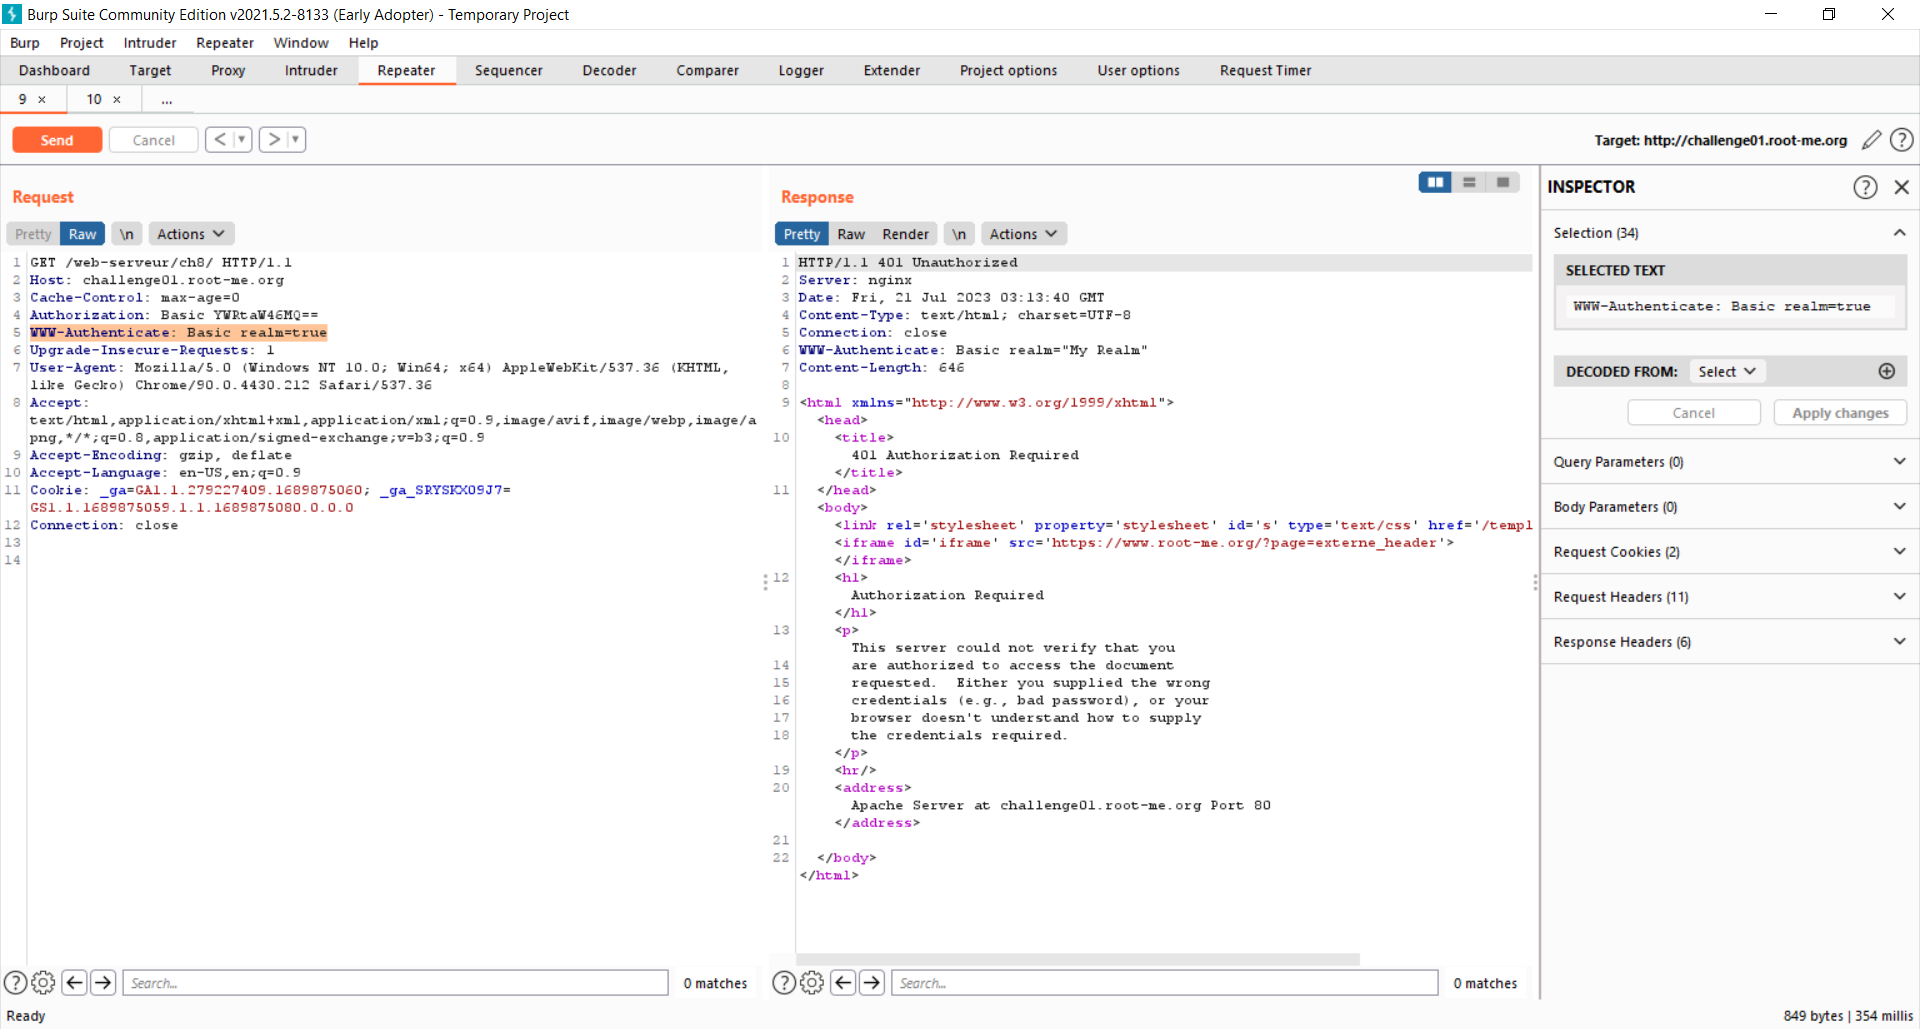 Burp Suite Community Edition v2021.5.2-8133 (Early Adopter) - Temporary Project
Burp Project Intruder Repeater Window Help
Dashboard Target Proxy Intruder Repeater Sequencer Decoder Comparer Logger Extender Project options User options Request Timer
9 × 10 × ...
Send Cancel < > Target: http://challenge01.root-me.org
Request
Pretty Raw \n Actions
1 GET /web-serveur/ch8/ HTTP/1.1
2 Host: challenge01.root-me.org
3 Cache-Control: max-age=0
4 Authorization: Basic YWRtaW46MQ==
5 WWW-Authenticate: Basic realm=true
6 Upgrade-Insecure-Requests: 1
7 User-Agent: Mozilla/5.0 (Windows NT 10.0; Win64; x64) AppleWebKit/537.36 (KHTML,
like Gecko) Chrome/90.0.4430.212 Safari/537.36
8 Accept:
text/html,application/xhtml+xml,application/xml;q=0.9,image/avif,image/webp,image/a
png,*/*;q=0.8,application/signed-exchange;v=b3;q=0.9
9 Accept-Encoding: gzip, deflate
10 Accept-Language: en-US,en;q=0.9
11 Cookie: _ga=GA1.1.279227409.1689875060; _ga_SRYSKX09J7=
GS1.1.1689875059.1.1.1689875080.0.0.0
12 Connection: close
13
14
Search... 0 matches
Response
Pretty Raw Render \n Actions
1 HTTP/1.1 401 Unauthorized
2 Server: nginx
3 Date: Fri, 21 Jul 2023 03:13:40 GMT
4 Content-Type: text/html; charset=UTF-8
5 Connection: close
6 WWW-Authenticate: Basic realm="My Realm"
7 Content-Length: 646
8
9 <html xmlns="http://www.w3.org/1999/xhtml">
<head>
10 <title>
401 Authorization Required
</title>
11 </head>
<body>
<link rel='stylesheet' property='stylesheet' id='s' type='text/css' href='/templ
<iframe id='iframe' src='https://www.root-me.org/?page=externe_header'>
</iframe>
12 <h1>
Authorization Required
</h1>
13 <p>
This server could not verify that you
14 are authorized to access the document
15 requested.  Either you supplied the wrong
16 credentials (e.g., bad password), or your
17 browser doesn't understand how to supply
18 the credentials required.
</p>
19 <hr/>
20 <address>
Apache Server at challenge01.root-me.org Port 80
</address>
21
22 </body>
</html>
Search... 0 matches
INSPECTOR
Selection (34)
SELECTED TEXT
WWW-Authenticate: Basic realm=true
DECODED FROM: Select
Cancel Apply changes
Query Parameters (0)
Body Parameters (0)
Request Cookies (2)
Request Headers (11)
Response Headers (6)
Ready 849 bytes | 354 millis